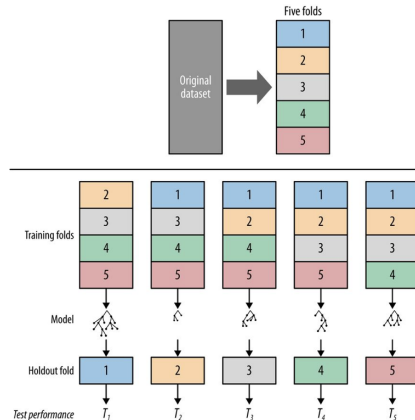 Five folds
Original
dataset
1
2
3
4
5
Training folds
2 1 1 1 1
3 3 2 2 2
4 4 4 3 3
5 5 5 5 4
Model
Holdout fold 1 2 3 4 5
Test performance T1 T2 T3 T4 T5